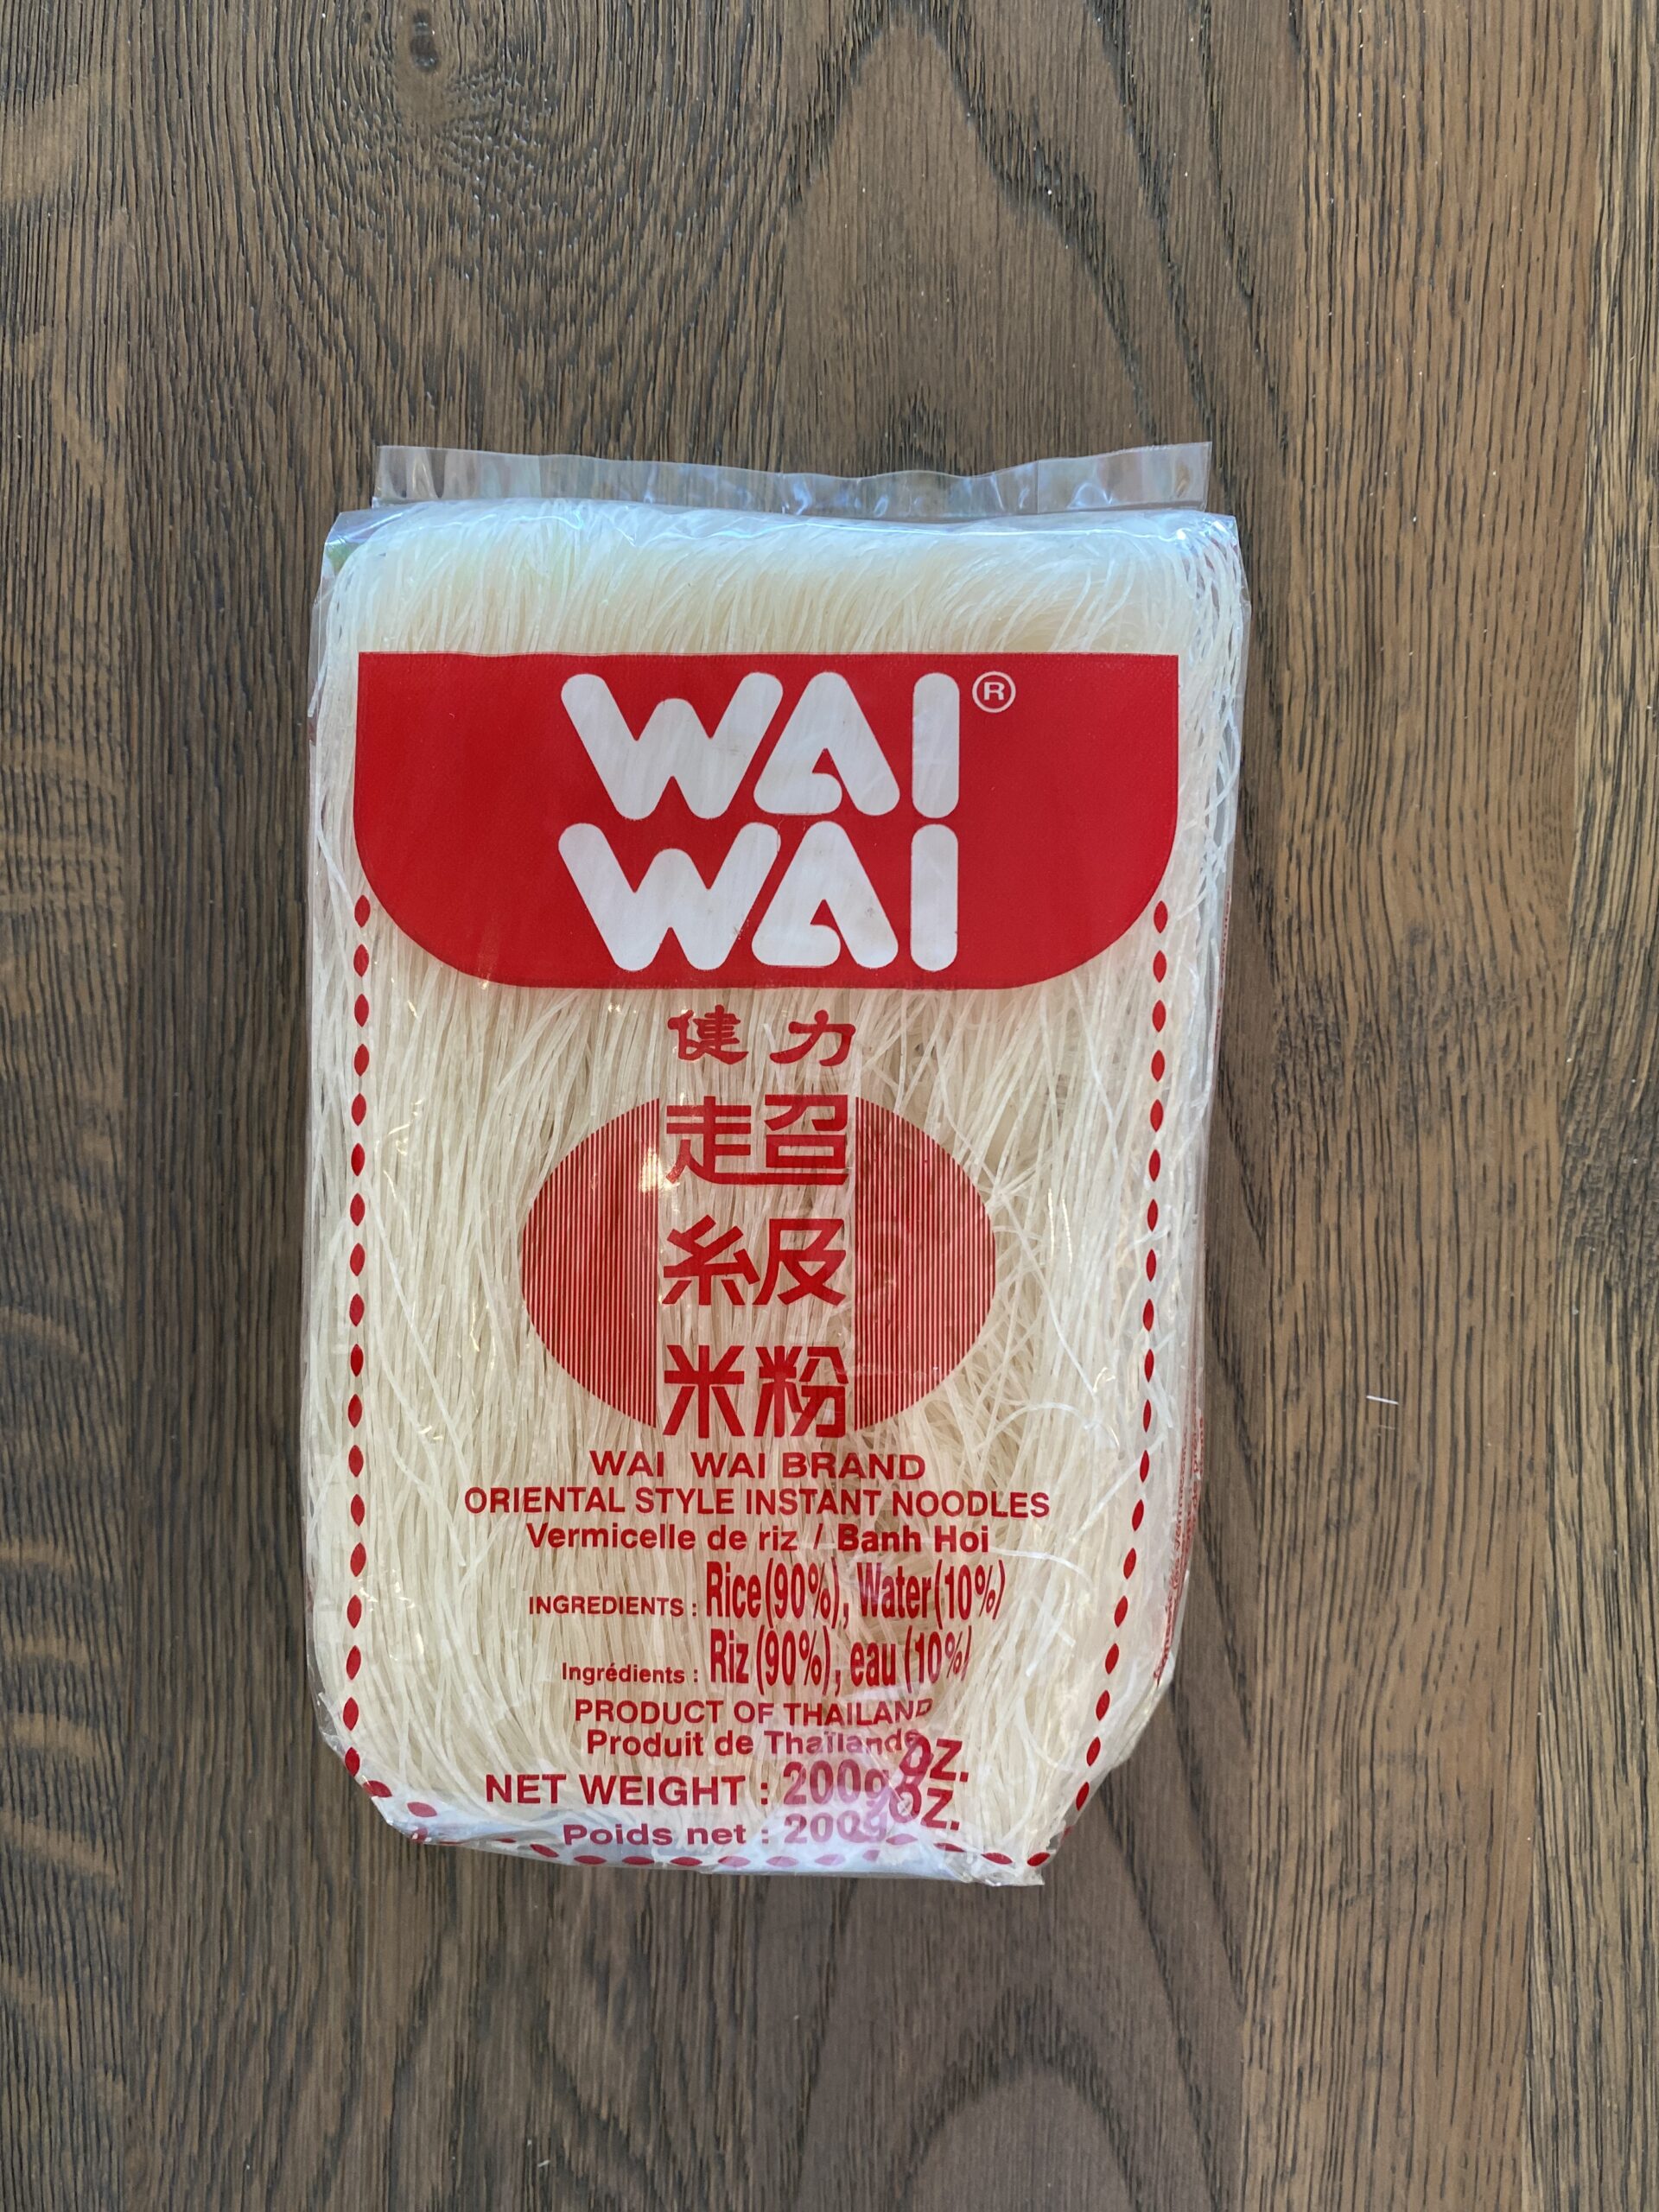 WAI ®
WAI
健力
超
級
米粉
WAI WAI BRAND
ORIENTAL STYLE INSTANT NOODLES
Vermicelle de riz / Banh Hoi
INGREDIENTS : Rice (90%), Water (10%)
Ingrédients : Riz (90%), eau (10%)
PRODUCT OF THAILAND
Produit de Thaïlande
NET WEIGHT : 200g OZ.
Poids net : 200g OZ.